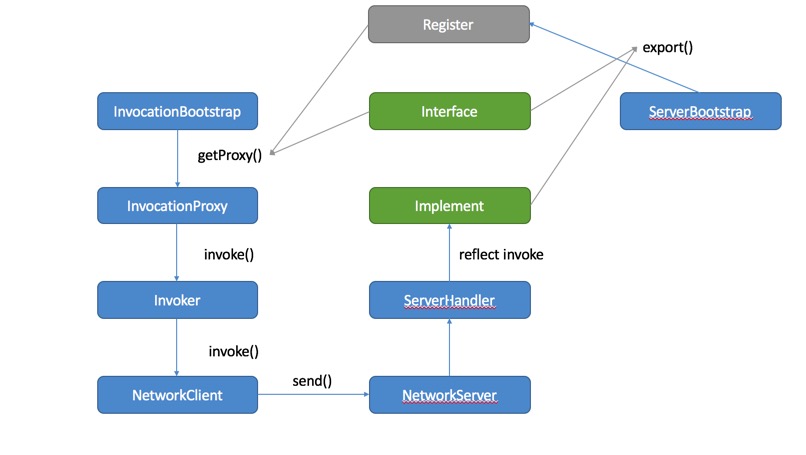 Register
export()
InvocationBootstrap
Interface
ServerBootstrap
getProxy()
InvocationProxy
Implement
invoke()
reflect invoke
Invoker
ServerHandler
invoke()
send()
NetworkClient
NetworkServer